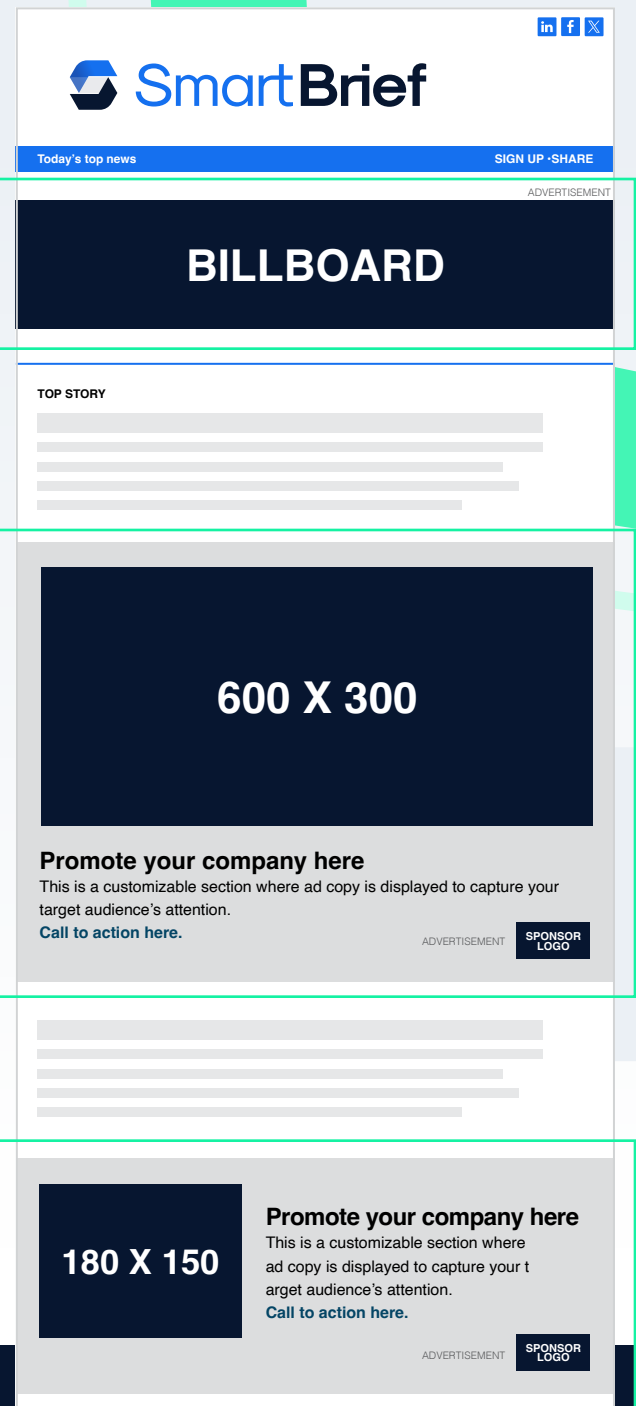 in f X
SmartBrief
Today's top news SIGN UP •SHARE
ADVERTISEMENT
BILLBOARD
TOP STORY
600 X 300
Promote your company here
This is a customizable section where ad copy is displayed to capture your
target audience's attention.
Call to action here.
ADVERTISEMENT
SPONSOR
LOGO
180 X 150
Promote your company here
This is a customizable section where
ad copy is displayed to capture your t
arget audience's attention.
Call to action here.
ADVERTISEMENT
SPONSOR
LOGO